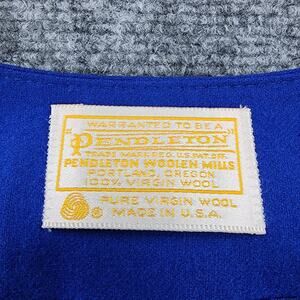 WARRANTED TO BE A
"PENDLETON"
TRADE MARK REG. U.S. PAT. OFF.
PENDLETON WOOLEN MILLS
PORTLAND, OREGON
100% VIRGIN WOOL
® PURE VIRGIN WOOL
MADE IN U.S.A.